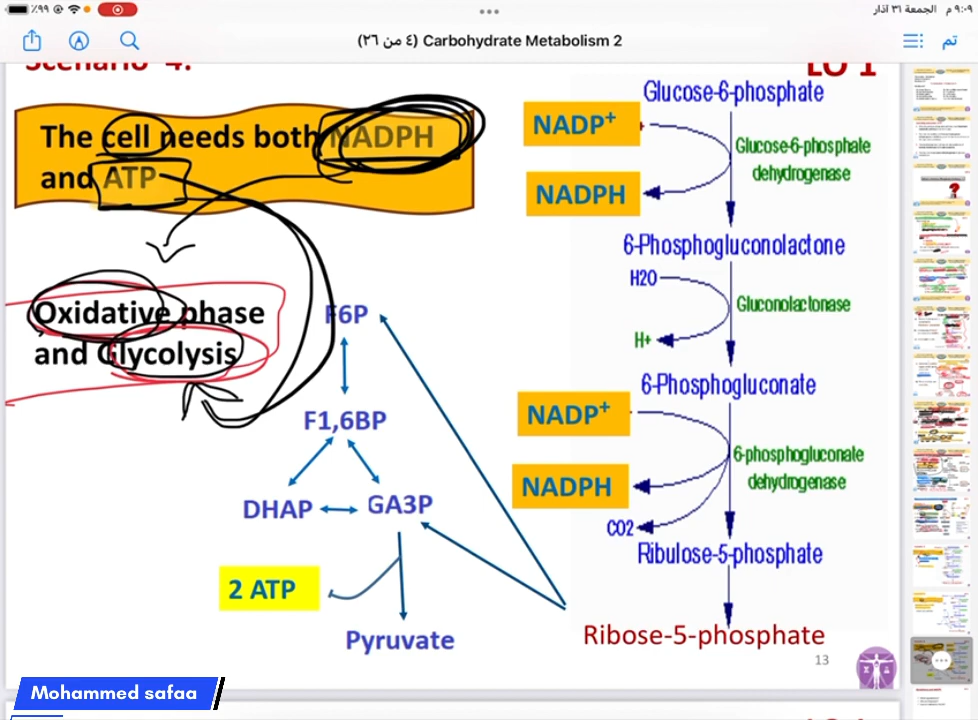 ٪٩٩
٩:٠٩ م الجمعة ٣١ آذار
Carbohydrate Metabolism 2 (٤ من ٢٦)
تم
Scenario 4:
LO 1
The cell needs both NADPH
and ATP
Oxidative phase
and Glycolysis
F6P
F1,6BP
DHAP
GA3P
2 ATP
Pyruvate
Glucose-6-phosphate
NADP+
Glucose-6-phosphate
dehydrogenase
NADPH
6-Phosphogluconolactone
H2O
Gluconolactonase
H+
6-Phosphogluconate
NADP+
6-phosphogluconate
dehydrogenase
NADPH
CO2
Ribulose-5-phosphate
Ribose-5-phosphate
13
Mohammed safaa